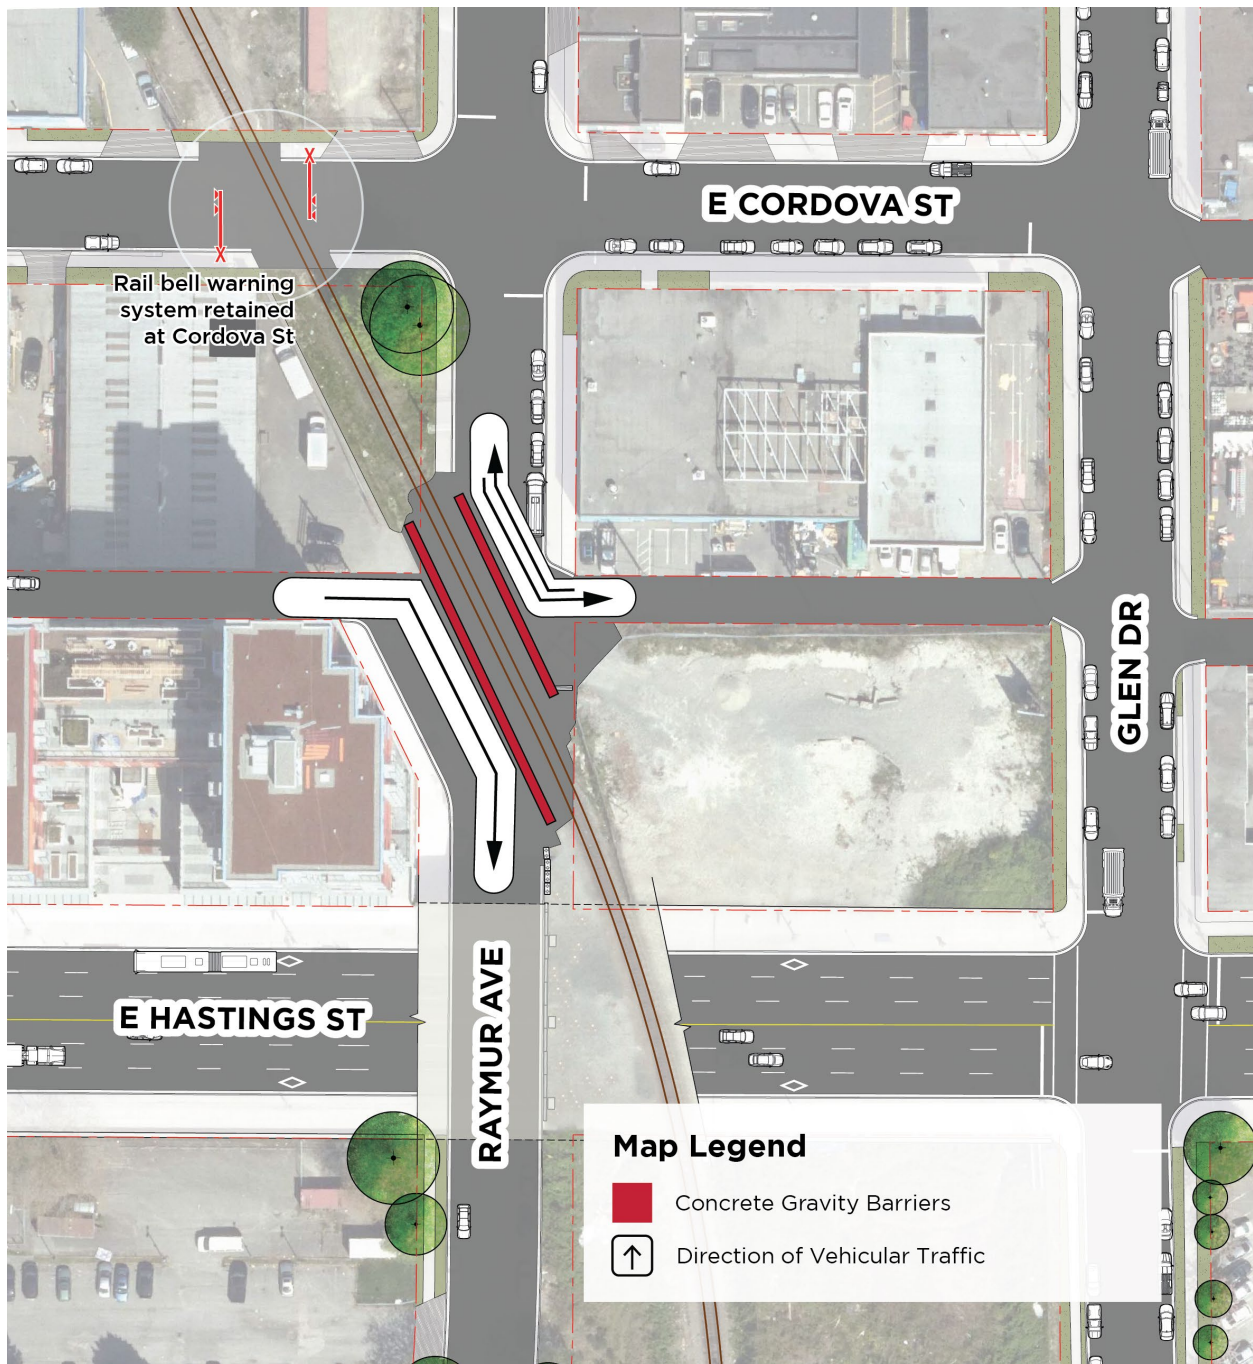 E CORDOVA ST
Rail bell warning
system retained
at Cordova St
GLEN DR
E HASTINGS ST
RAYMUR AVE
Map Legend
Concrete Gravity Barriers
Direction of Vehicular Traffic